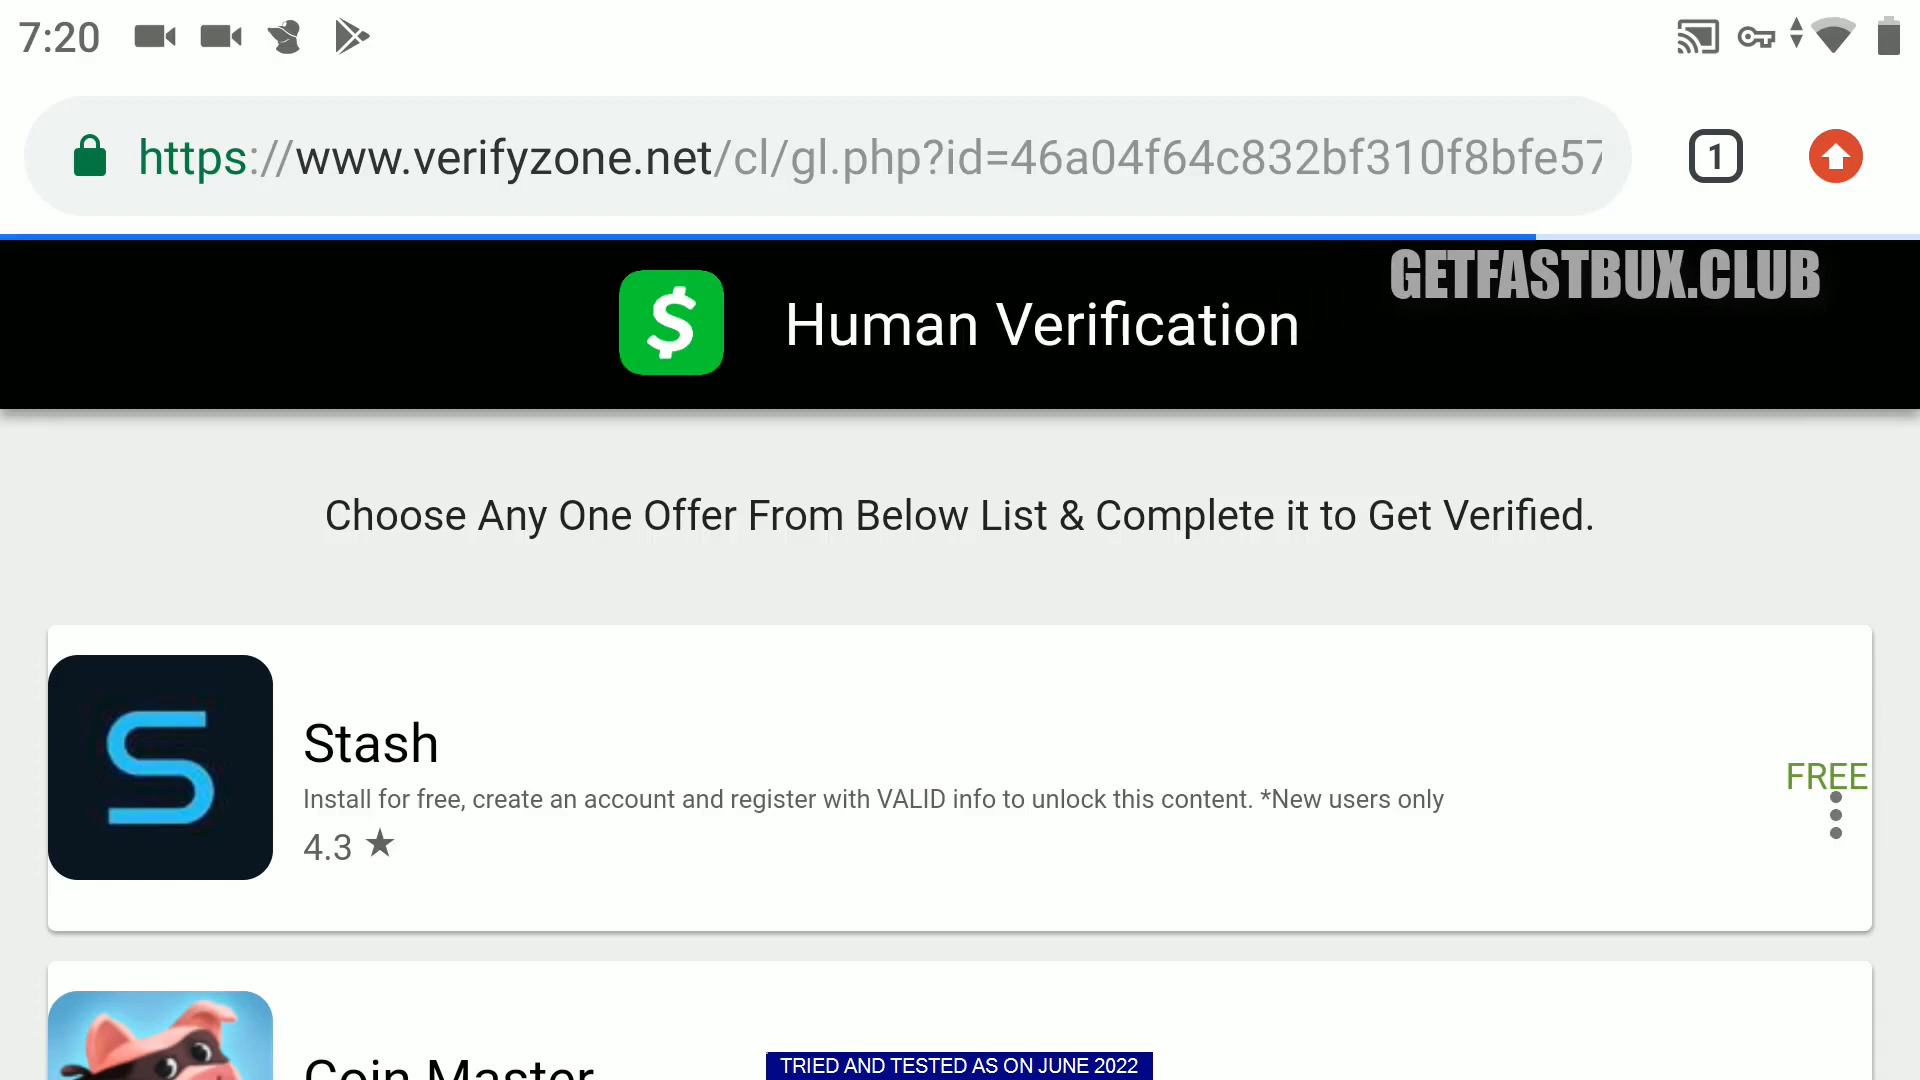 7:20
https://www.verifyzone.net/cl/gl.php?id=46a04f64c832bf310f8bfe57
1
GETFASTBUX.CLUB
$ Human Verification
Choose Any One Offer From Below List & Complete it to Get Verified.
Stash
Install for free, create an account and register with VALID info to unlock this content. *New users only
FREE
4.3 ★
Coin Master
TRIED AND TESTED AS ON JUNE 2022